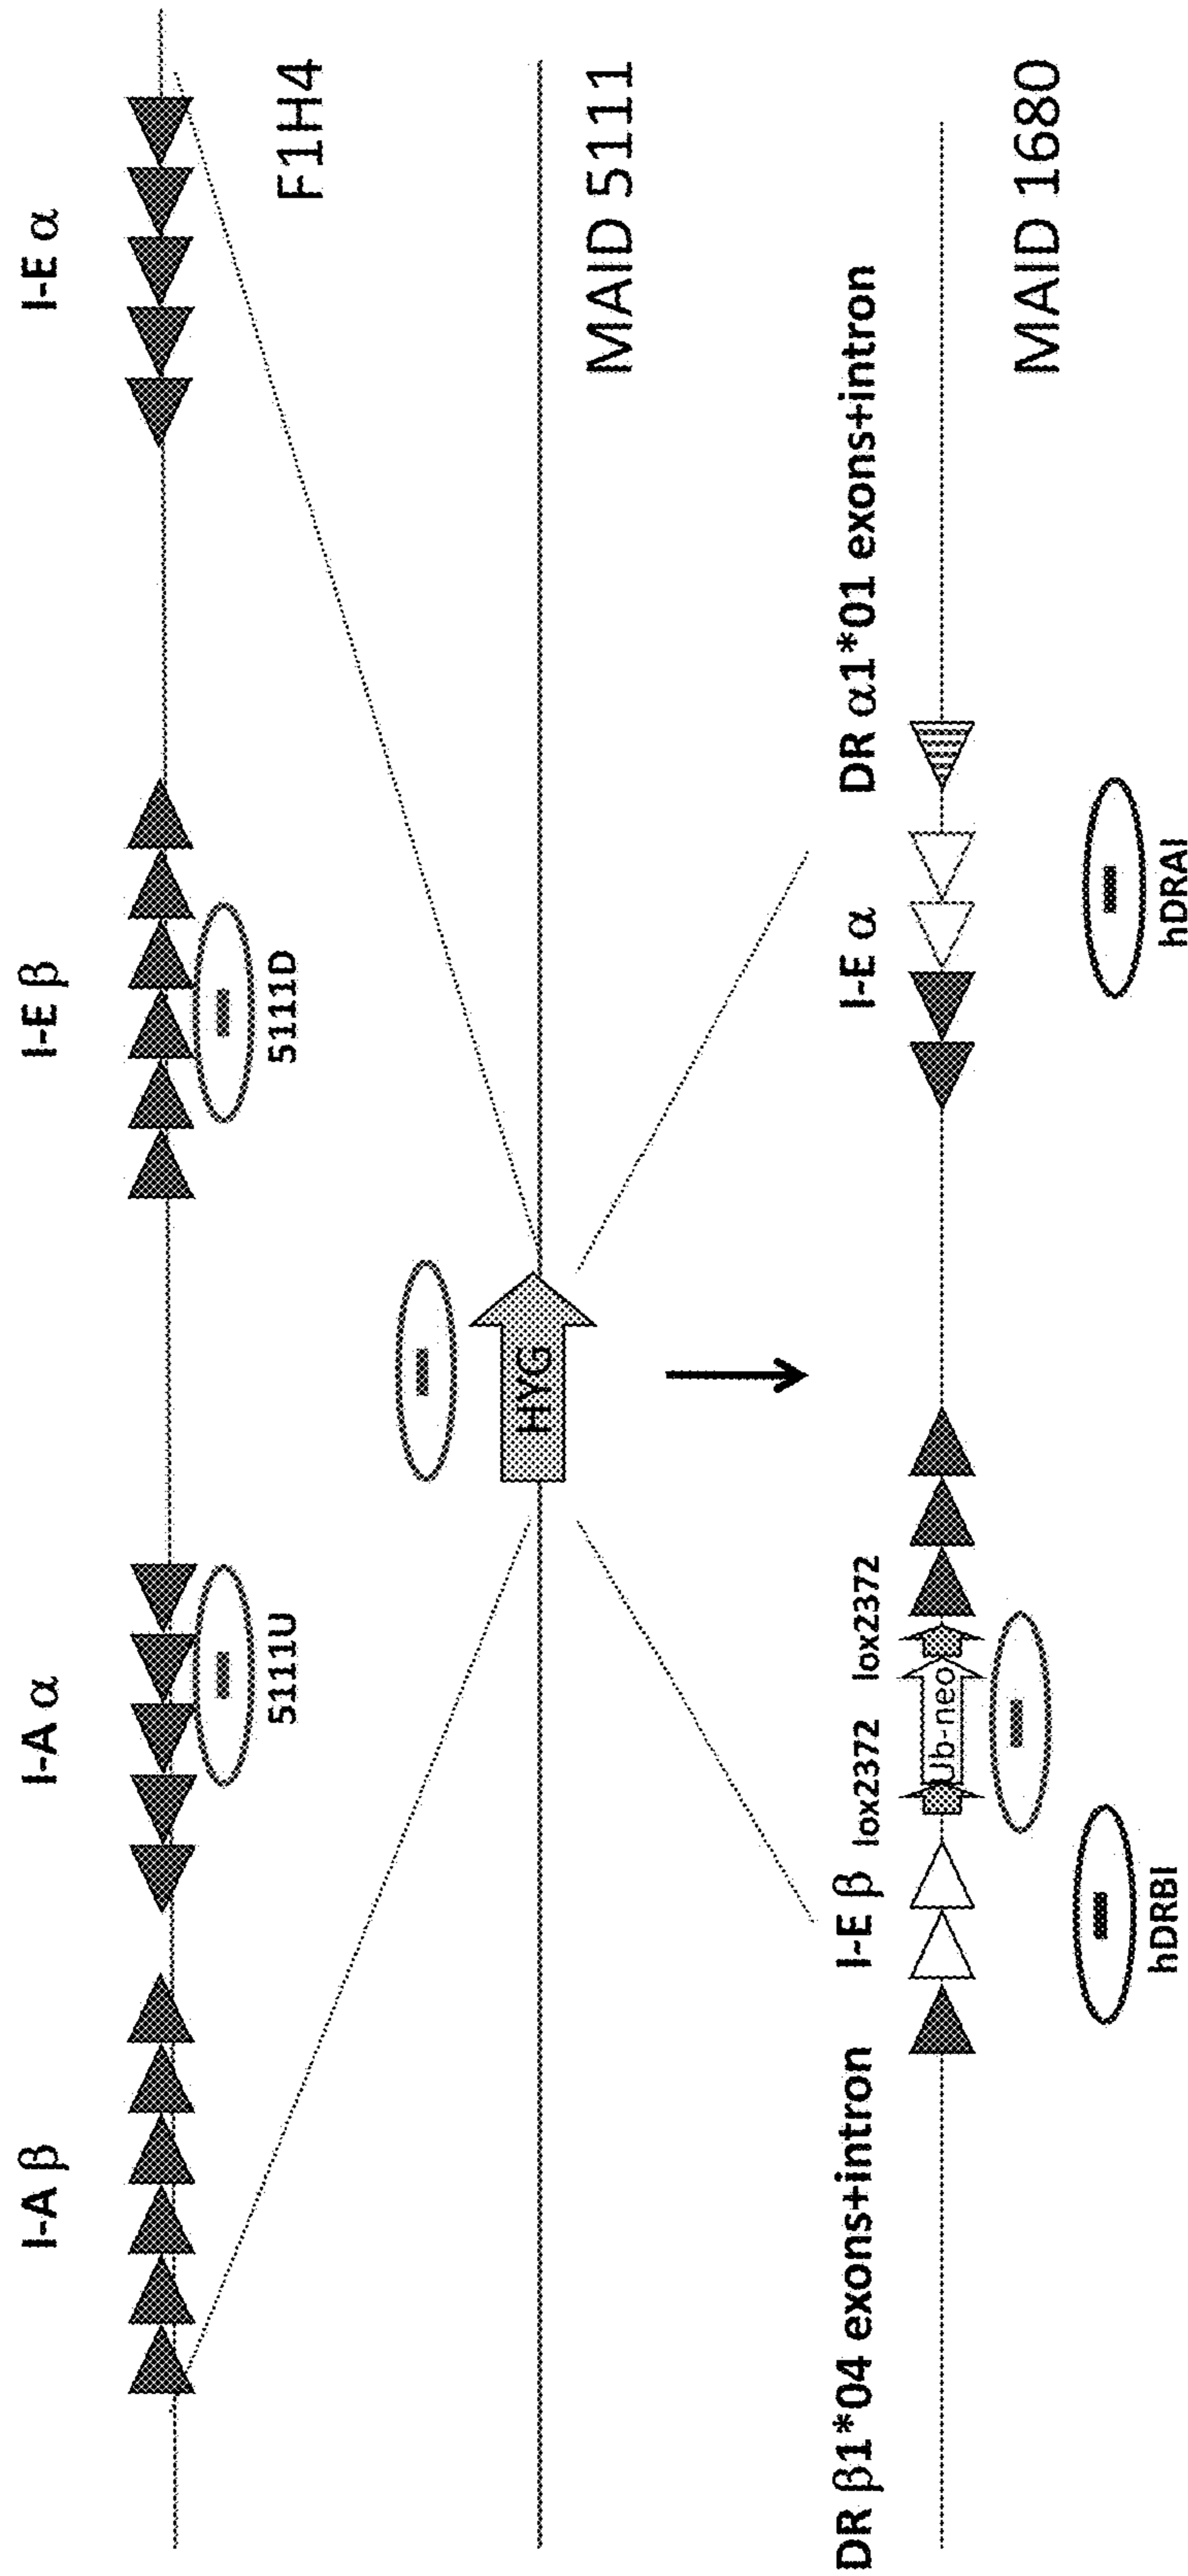 I-A β
I-A α
I-E β
I-E α
5111U
5111D
F1H4
HYG
MAID 5111
DR β1*04 exons+intron
I-E β
lox2372
lox2372
I-E α
DR α1*01 exons+intron
Ub-neo
MAID 1680
hDRBI
hDRAI